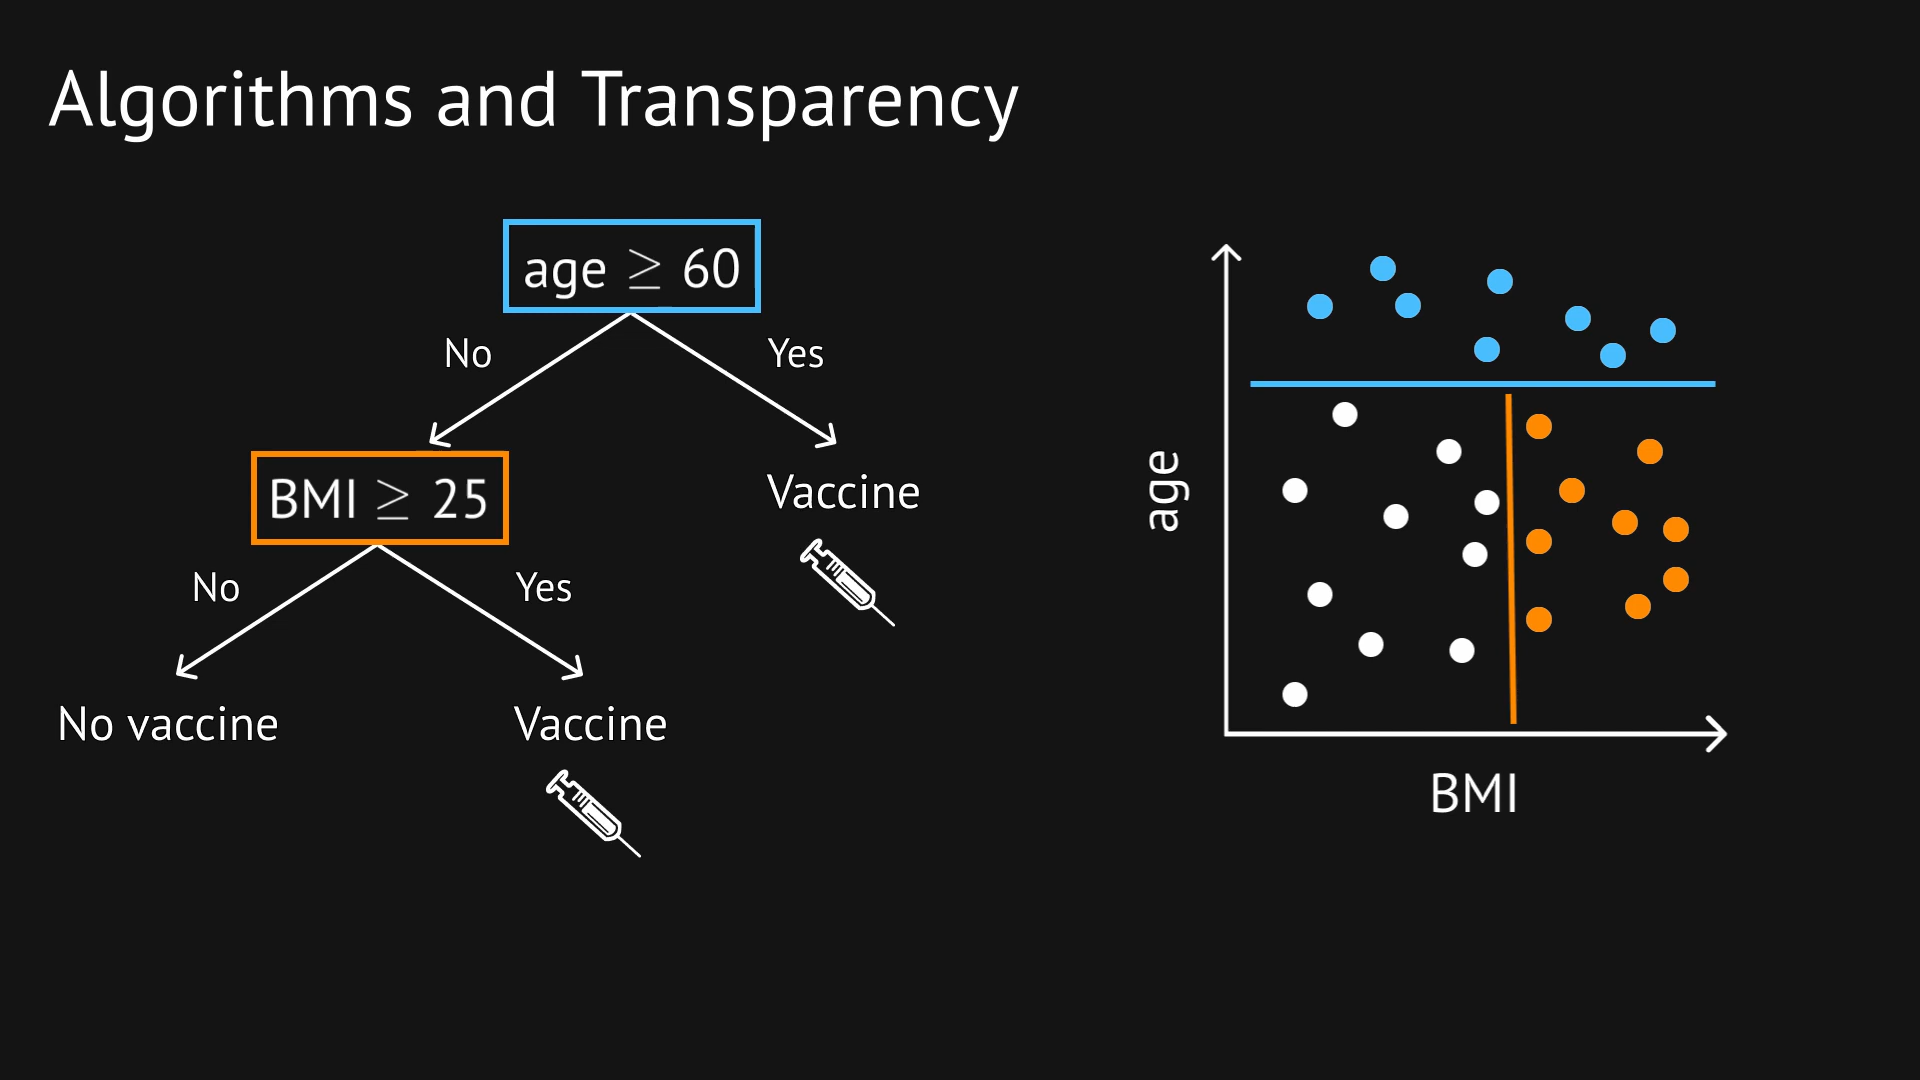 Algorithms and Transparency
age ≥ 60
No
Yes
BMI ≥ 25
Vaccine
No
Yes
No vaccine
Vaccine
age
BMI